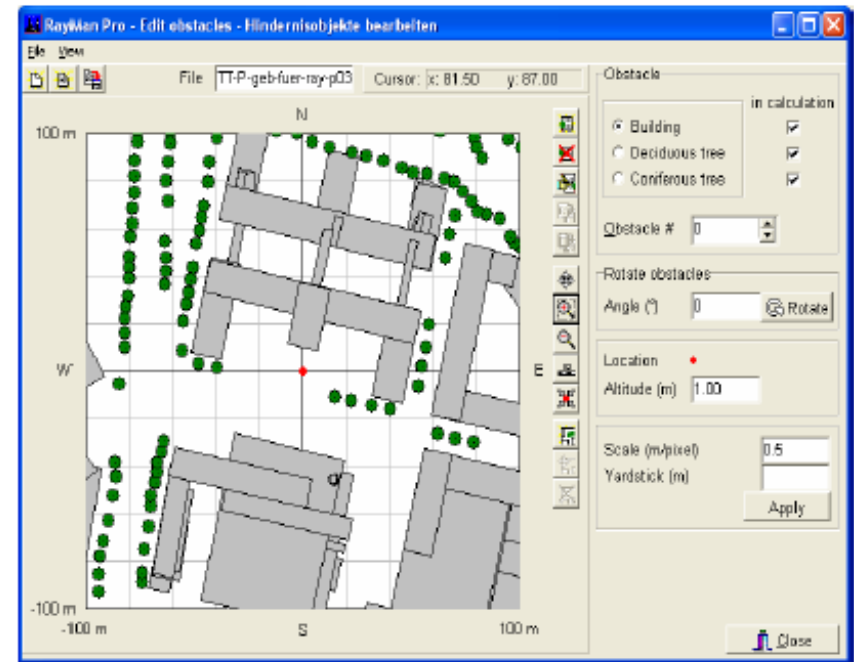 RayMan Pro - Edit obstacles - Hindernisobjekte bearbeiten
File View
File TT-P-geb-fuer-ray-p03 Cursor: x: 81.50 y: 87.00
Obstacle
in calculation
Building
Deciduous tree
Coniferous tree
Obstacle # 0
Rotate obstacles
Angle (°) 0 Rotate
Location
Altitude (m) 1.00
Scale (m/pixel) 0.5
Yardstick (m)
Apply
Close
N
100 m
W
E
-100 m
-100 m S 100 m